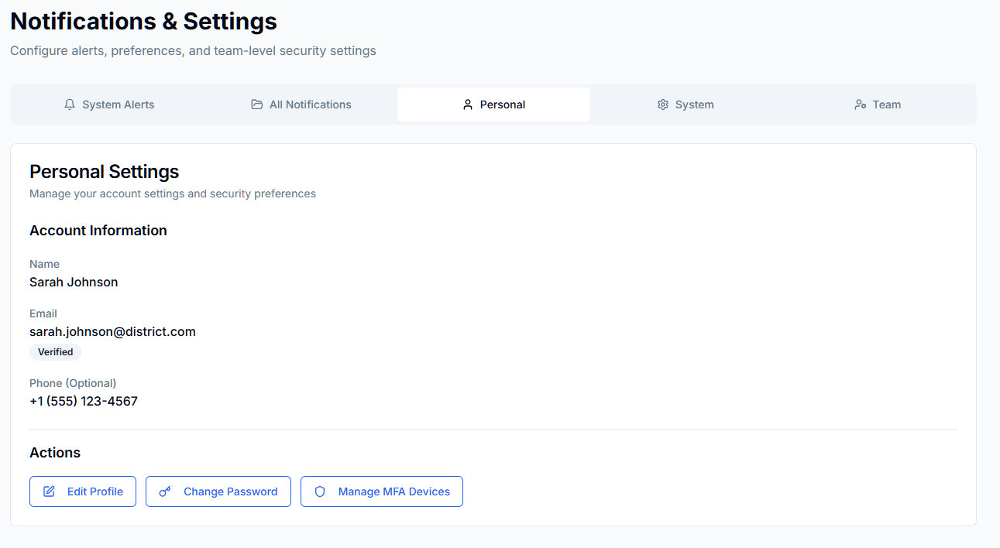 Notifications & Settings
Configure alerts, preferences, and team-level security settings
System Alerts
All Notifications
Personal
System
Team
Personal Settings
Manage your account settings and security preferences
Account Information
Name
Sarah Johnson
Email
sarah.johnson@district.com
Verified
Phone (Optional)
+1 (555) 123-4567
Actions
Edit Profile
Change Password
Manage MFA Devices